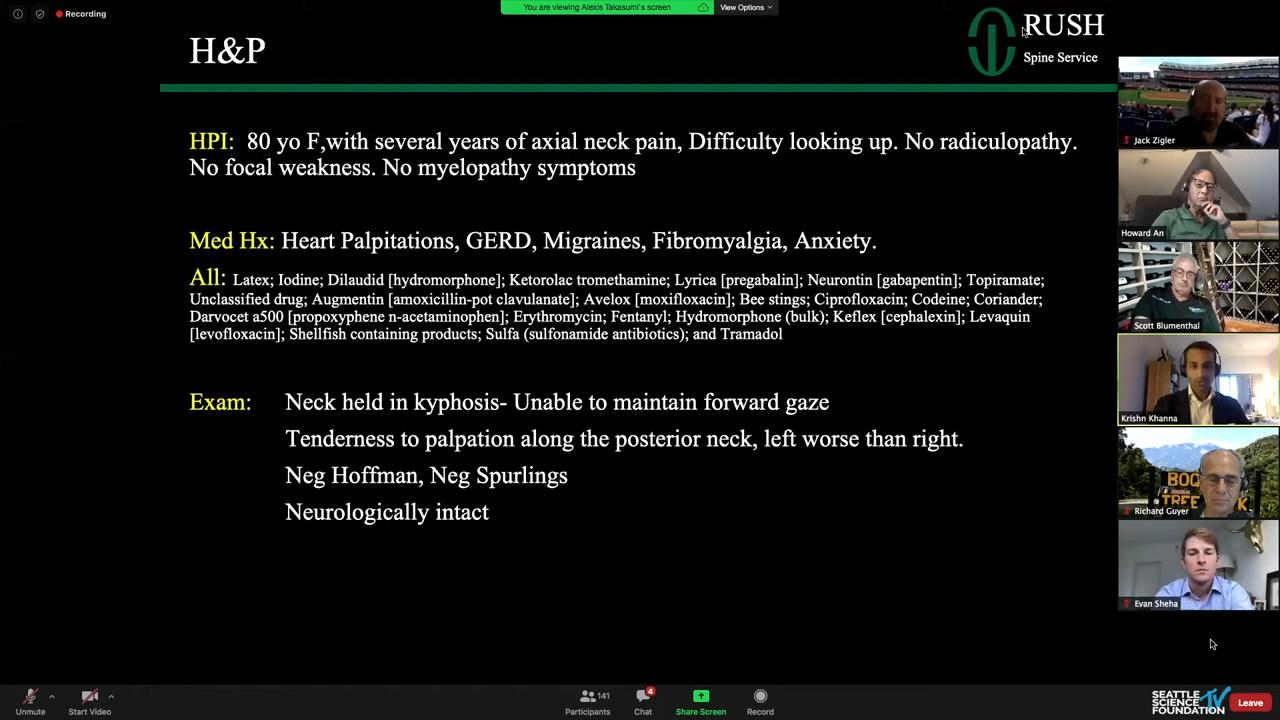 Recording
You are viewing Alexis Takasumi's screen
View Options
H&P
RUSH
Spine Service
HPI: 80 yo F,with several years of axial neck pain, Difficulty looking up. No radiculopathy.
No focal weakness. No myelopathy symptoms
Med Hx: Heart Palpitations, GERD, Migraines, Fibromyalgia, Anxiety.
All: Latex; Iodine; Dilaudid [hydromorphone]; Ketorolac tromethamine; Lyrica [pregabalin]; Neurontin [gabapentin]; Topiramate;
Unclassified drug; Augmentin [amoxicillin-pot clavulanate]; Avelox [moxifloxacin]; Bee stings; Ciprofloxacin; Codeine; Coriander;
Darvocet a500 [propoxyphene n-acetaminophen]; Erythromycin; Fentanyl; Hydromorphone (bulk); Keflex [cephalexin]; Levaquin
[levofloxacin]; Shellfish containing products; Sulfa (sulfonamide antibiotics); and Tramadol
Exam: Neck held in kyphosis- Unable to maintain forward gaze
Tenderness to palpation along the posterior neck, left worse than right.
Neg Hoffman, Neg Spurlings
Neurologically intact
Jack Zigler
Howard An
Scott Blumenthal
Krishn Khanna
BOQ
TREE
K
Richard Guyer
Evan Sheha
Unmute
Start Video
141
Participants
4
Chat
Share Screen
Record
SEATTLE
SCIENCE
FOUNDATION
TV
Leave